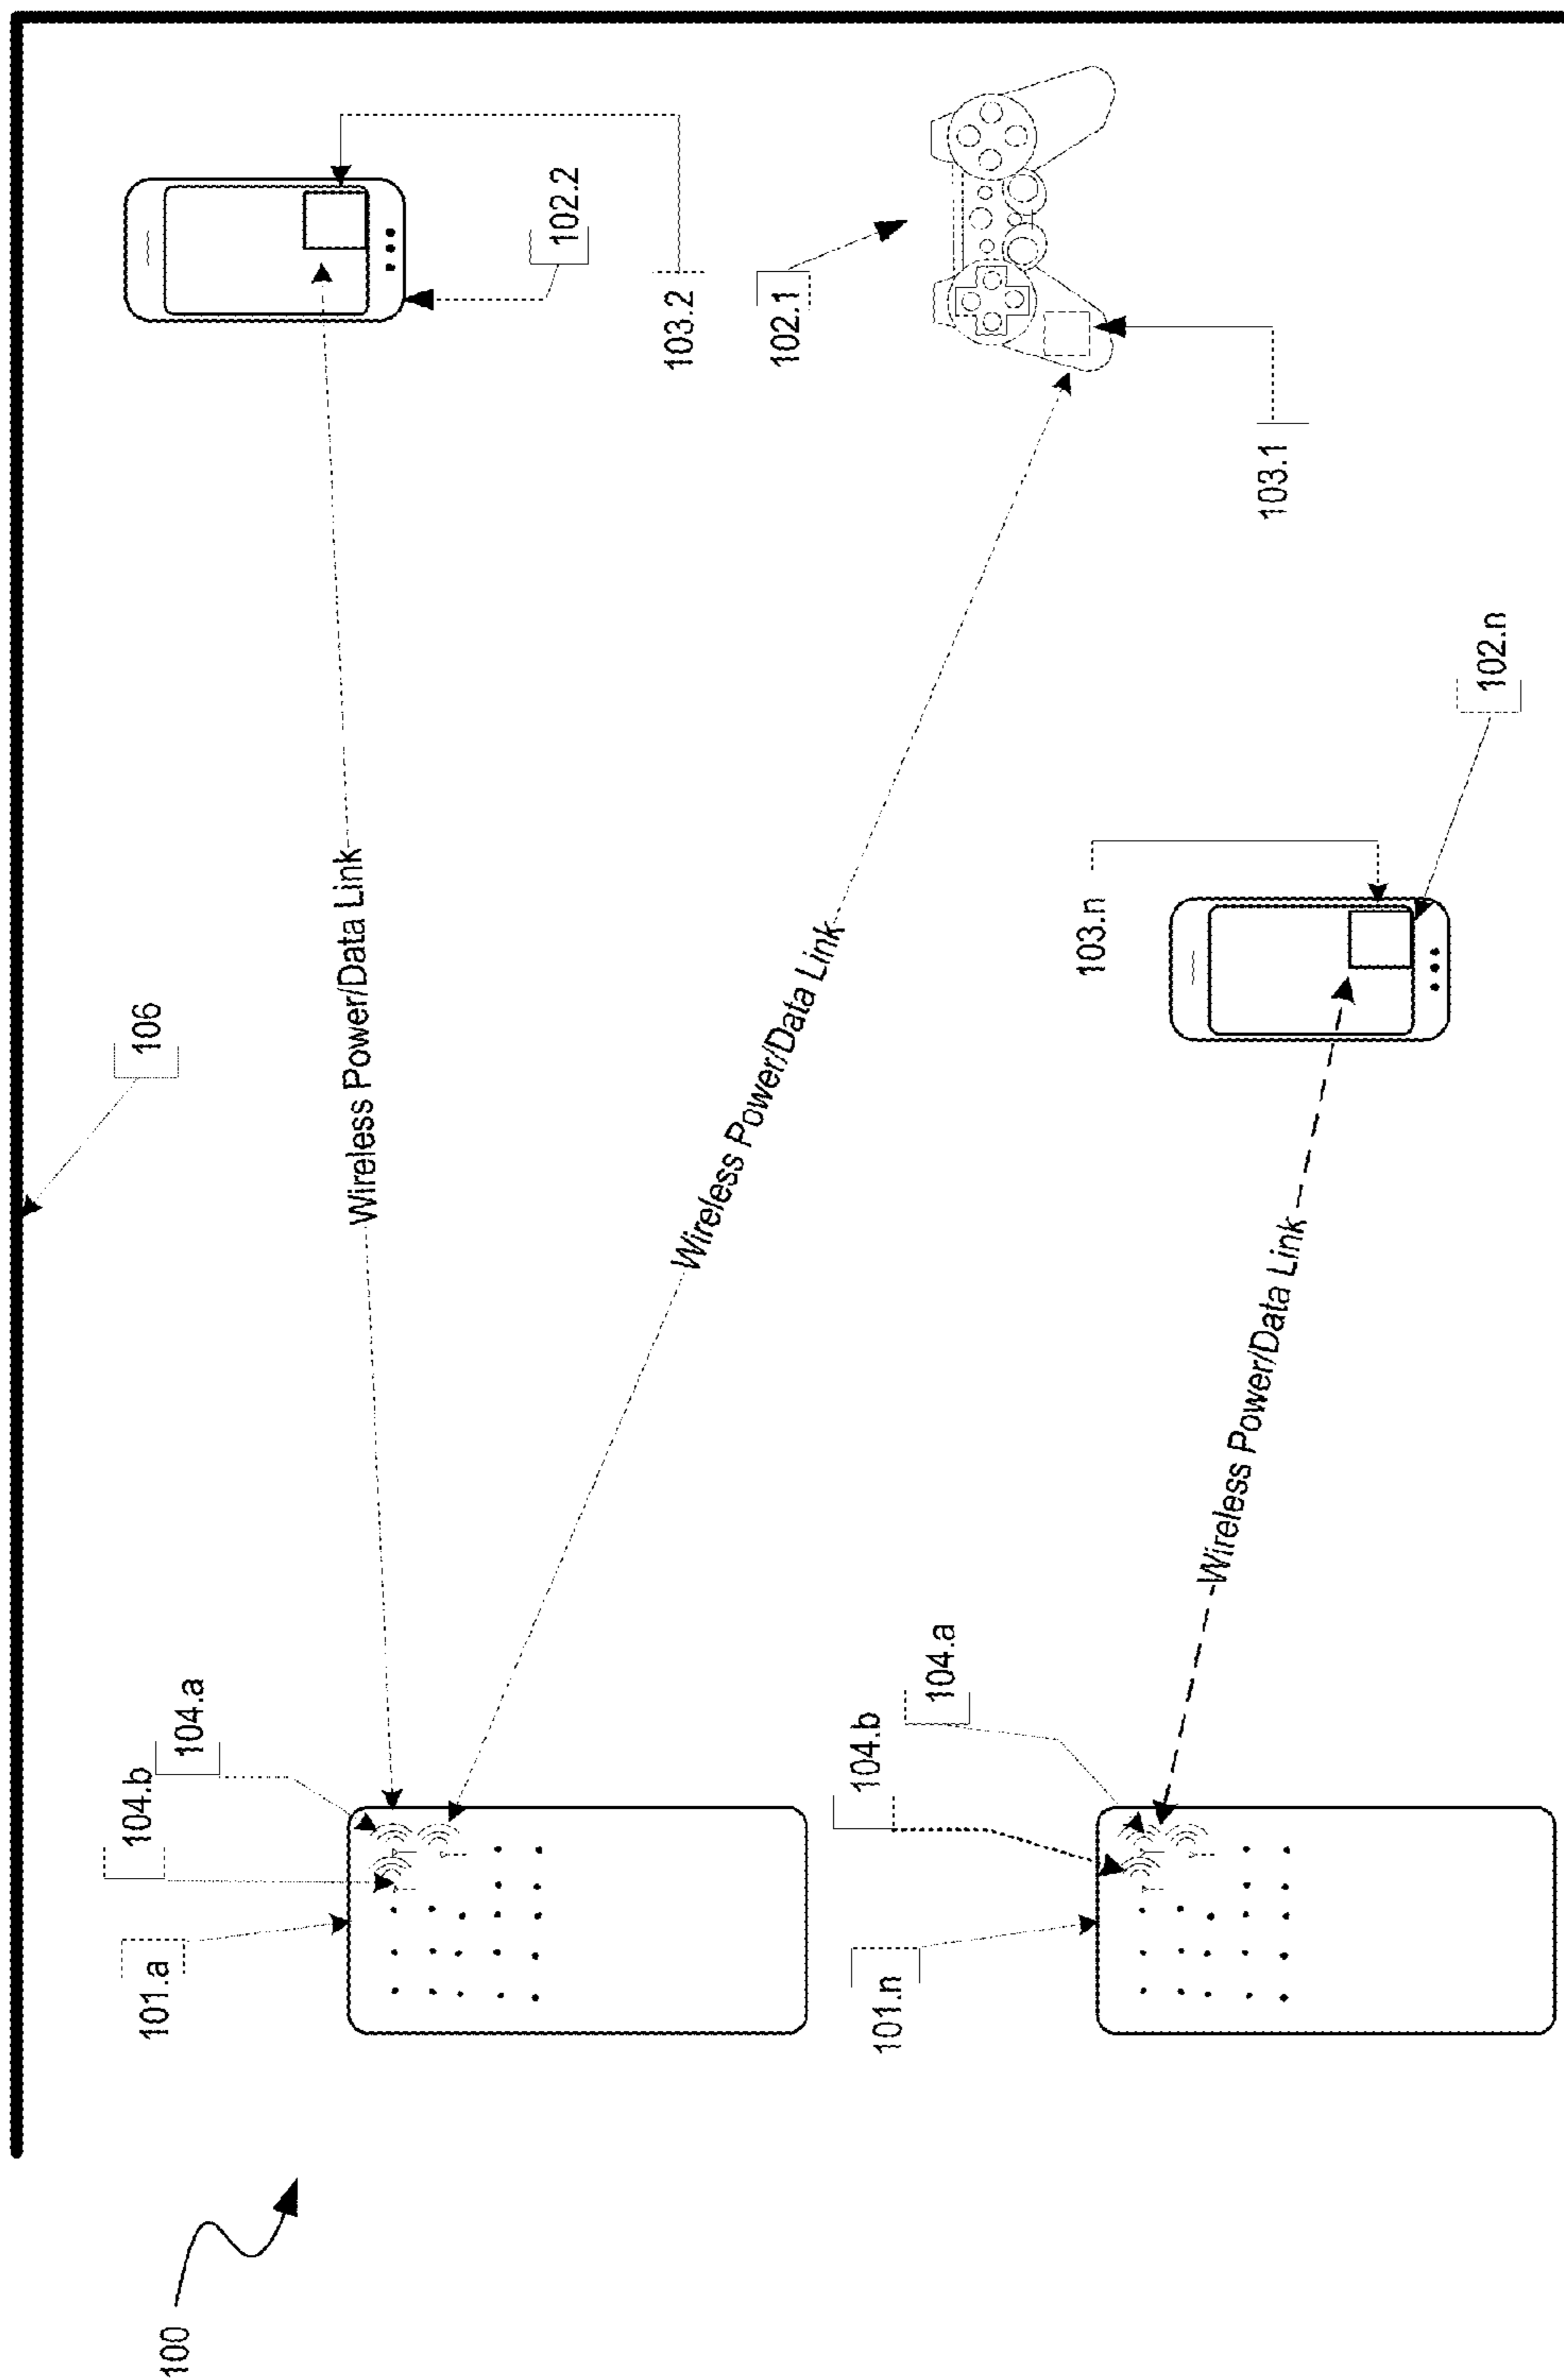 100
106
101.a
104.b
104.a
Wireless Power/Data Link
102.2
103.2
Wireless Power/Data Link
102.1
103.1
101.n
104.b
104.a
Wireless Power/Data Link
103.n
102.n